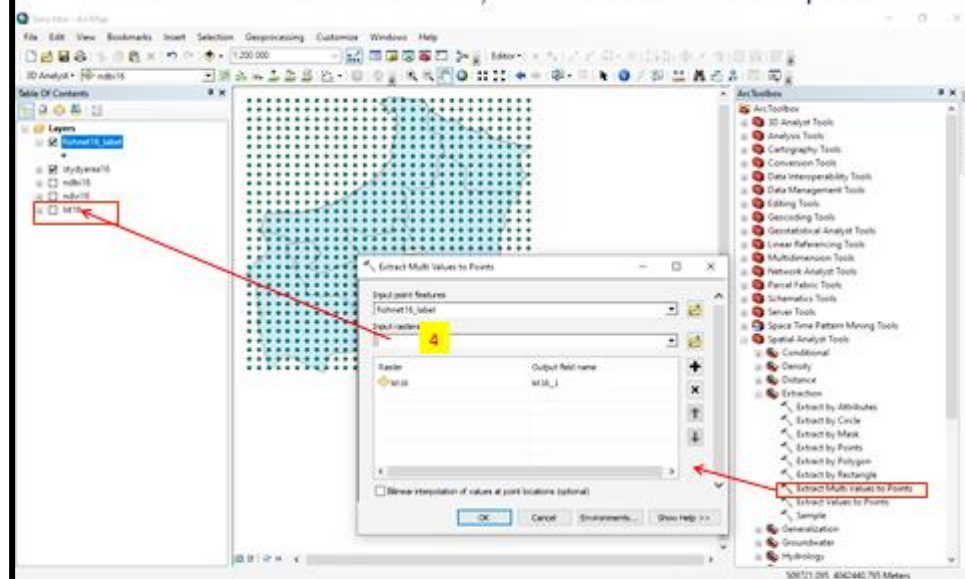 File Edit View Bookmarks Insert Selection Geoprocessing Customize Windows Help
1:200 000
Editor
3D Analyst
ndbi16
Table Of Contents
Layers
fishnet16_label
ndbi16
ndvi16
Extract Multi Values to Points
Input point features
fishnet16_label
Input rasters
4
Raster
Output field name
Bilinear interpolation of values at point locations (optional)
OK
Cancel
Environments...
Show Help >>
ArcToolbox
ArcToolbox
3D Analyst Tools
Analysis Tools
Cartography Tools
Conversion Tools
Data Interoperability Tools
Data Management Tools
Editing Tools
Geocoding Tools
Geostatistical Analyst Tools
Linear Referencing Tools
Multidimension Tools
Network Analyst Tools
Parcel Fabric Tools
Schematics Tools
Server Tools
Space Time Pattern Mining Tools
Spatial Analyst Tools
Conditional
Density
Distance
Extraction
Extract by Attributes
Extract by Circle
Extract by Mask
Extract by Points
Extract by Polygon
Extract by Rectangle
Extract Multi Values to Points
Extract Values to Points
Sample
Generalization
Groundwater
Hydrology
Meters